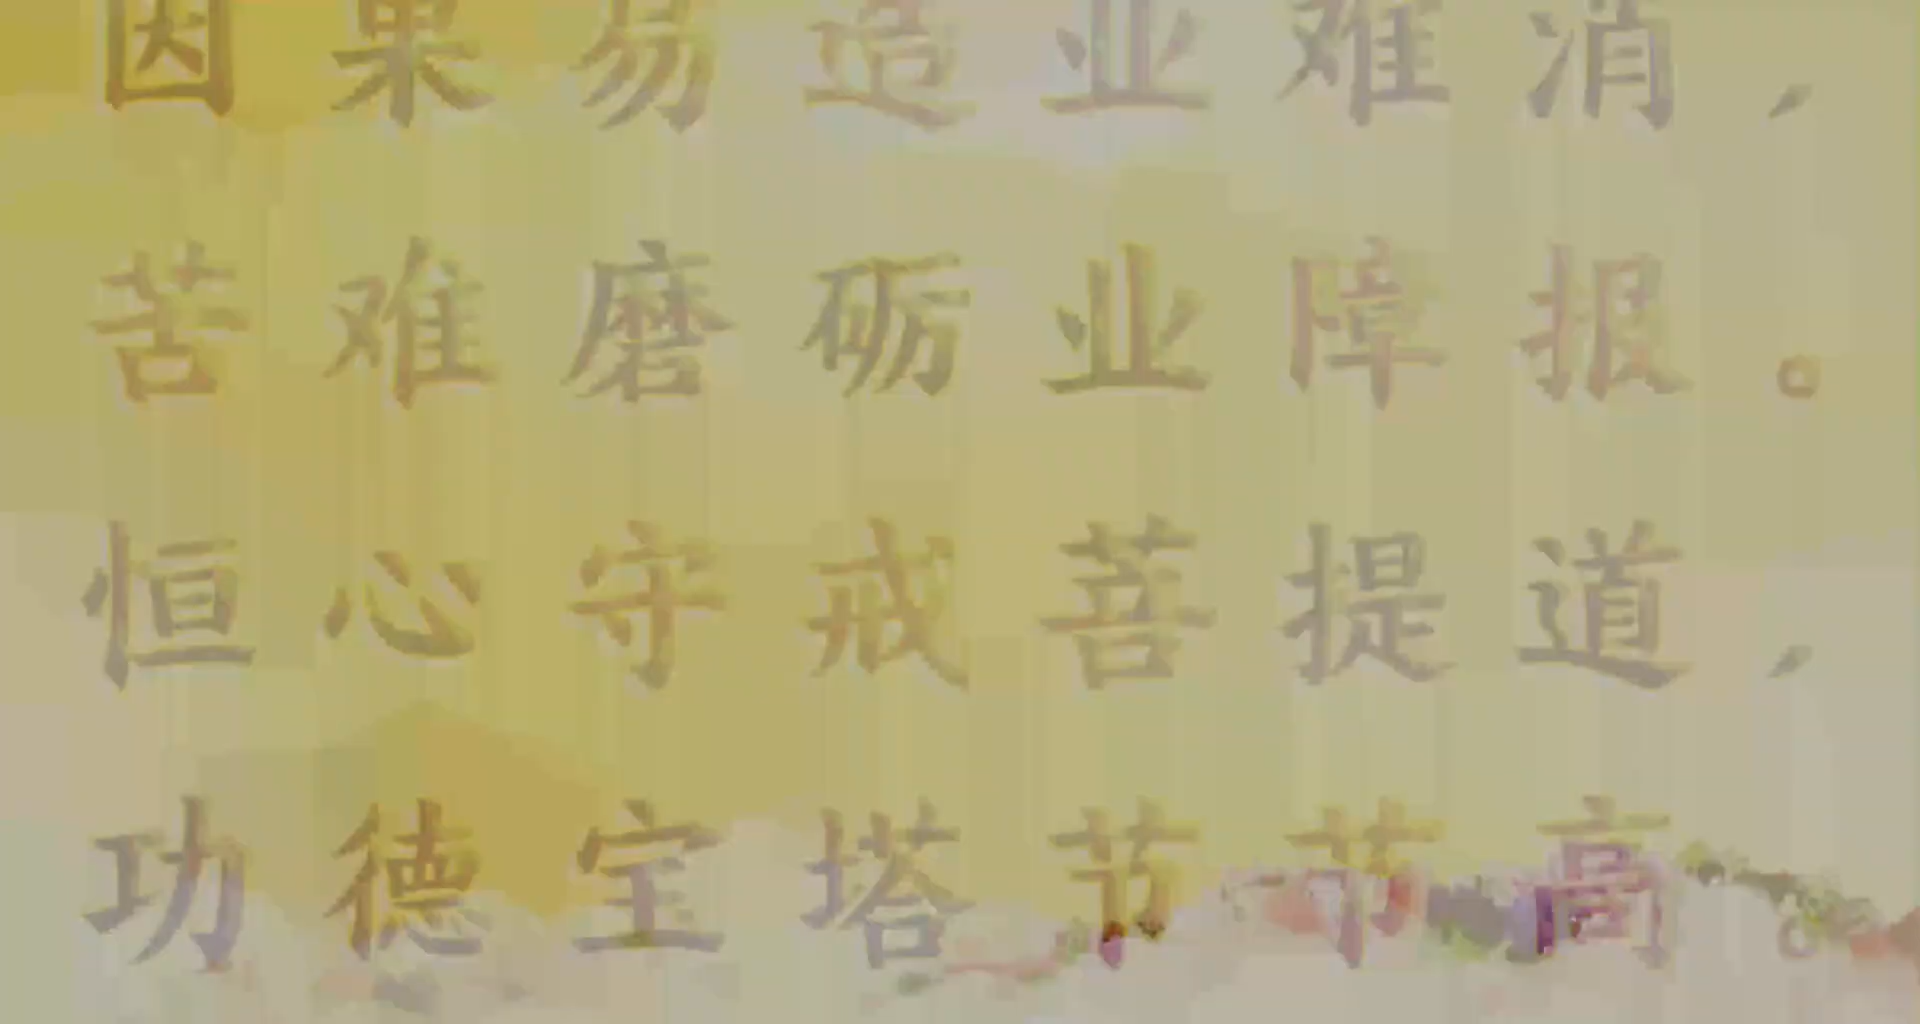 因果易造业难消，
苦难磨砺业障报。
恒心守戒菩提道，
功德宝塔节节高。